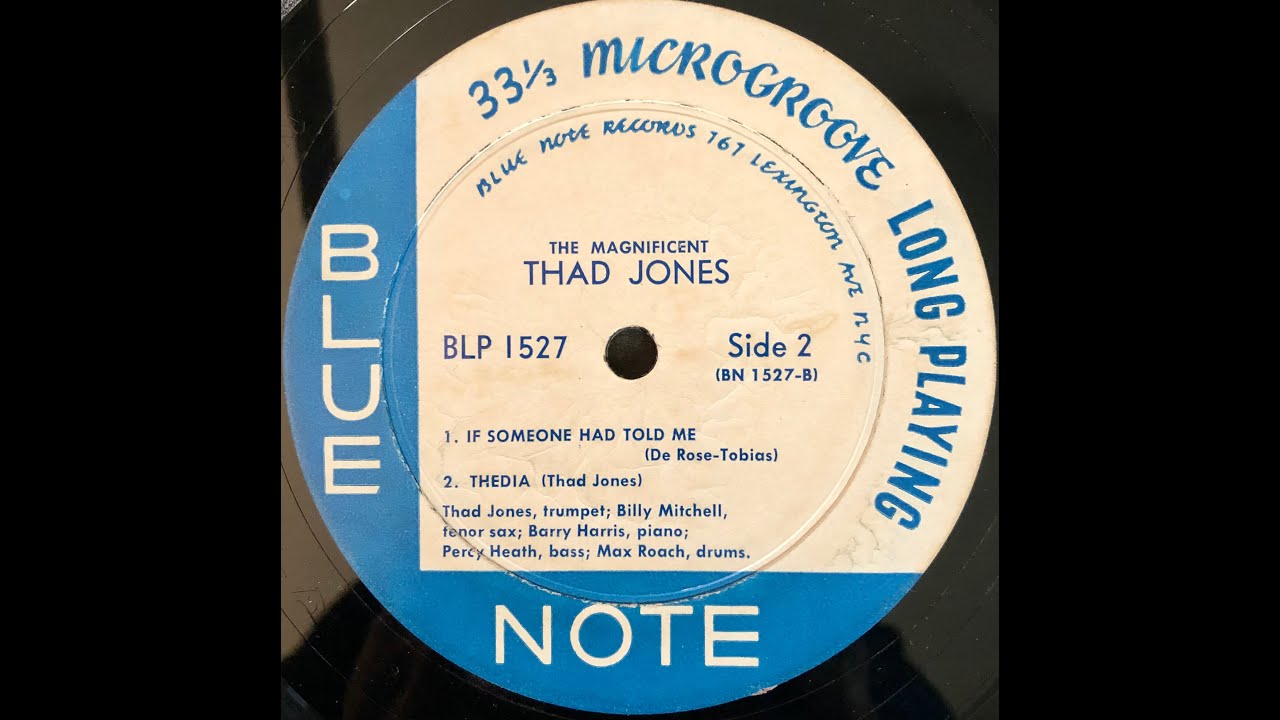 33⅓ MICROGROOVE LONG PLAYING
BLUE NOTE RECORDS 767 LEXINGTON AVE NYC
THE MAGNIFICENT
THAD JONES
BLP 1527
Side 2
(BN 1527-B)
1. IF SOMEONE HAD TOLD ME
(De Rose-Tobias)
2. THEDIA (Thad Jones)
Thad Jones, trumpet; Billy Mitchell,
tenor sax; Barry Harris, piano;
Percy Heath, bass; Max Roach, drums.
BLUE
NOTE